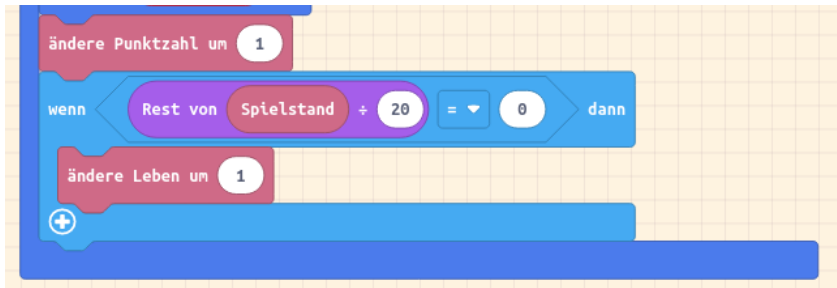 ändere Punktzahl um 1
wenn Rest von Spielstand ÷ 20 = 0 dann
ändere Leben um 1